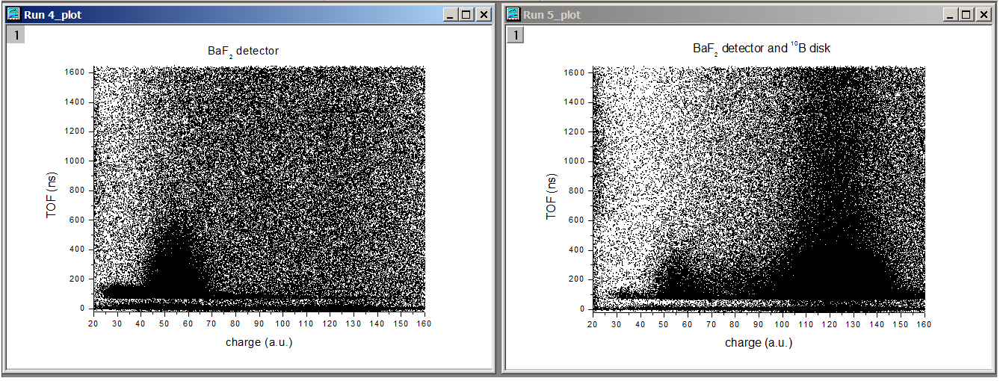 Run 4_plot
1
BaF2 detector
1600
1400
1200
1000
800
600
400
200
0
TOF (ns)
20 30 40 50 60 70 80 90 100 110 120 130 140 150 160
charge (a.u.)
Run 5_plot
1
BaF2 detector and 10B disk
1600
1400
1200
1000
800
600
400
200
0
TOF (ns)
20 30 40 50 60 70 80 90 100 110 120 130 140 150 160
charge (a.u.)